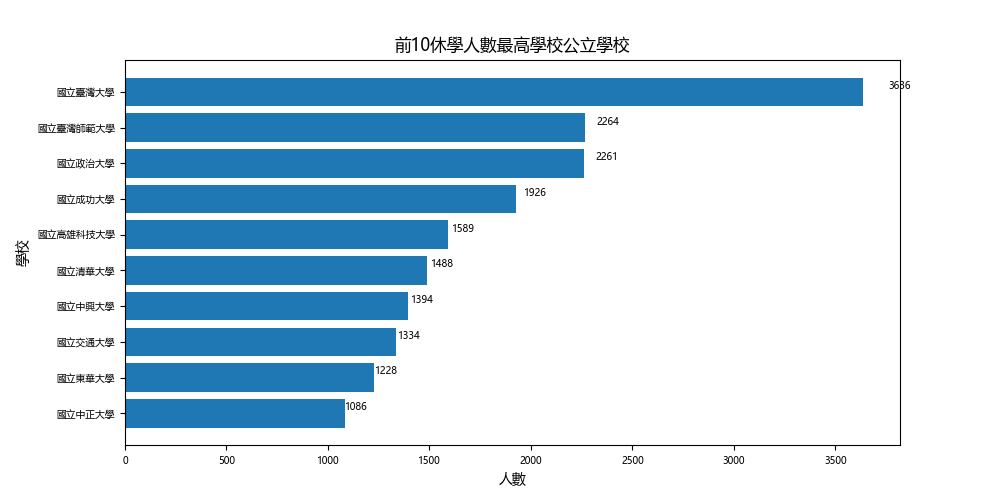 前10休學人數最高學校公立學校
國立臺灣大學 3636
國立臺灣師範大學 2264
國立政治大學 2261
國立成功大學 1926
國立高雄科技大學 1589
國立清華大學 1488
國立中興大學 1394
國立交通大學 1334
國立東華大學 1228
國立中正大學 1086
學校
0 500 1000 1500 2000 2500 3000 3500
人數